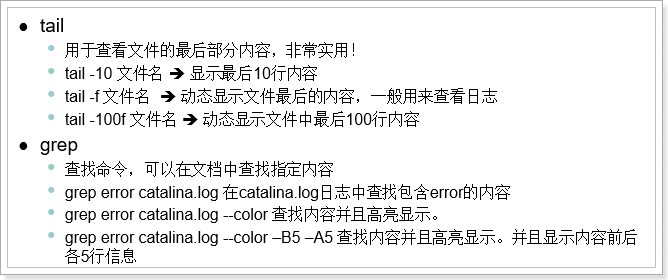 ● tail
• 用于查看文件的最后部分内容，非常实用！
• tail -10 文件名 ➔ 显示最后10行内容
• tail -f 文件名 ➔ 动态显示文件最后的内容，一般用来查看日志
• tail -100f 文件名 ➔ 动态显示文件中最后100行内容
● grep
• 查找命令，可以在文档中查找指定内容
• grep error catalina.log 在catalina.log日志中查找包含error的内容
• grep error catalina.log --color 查找内容并且高亮显示。
• grep error catalina.log --color –B5 –A5 查找内容并且高亮显示。并且显示内容前后
各5行信息